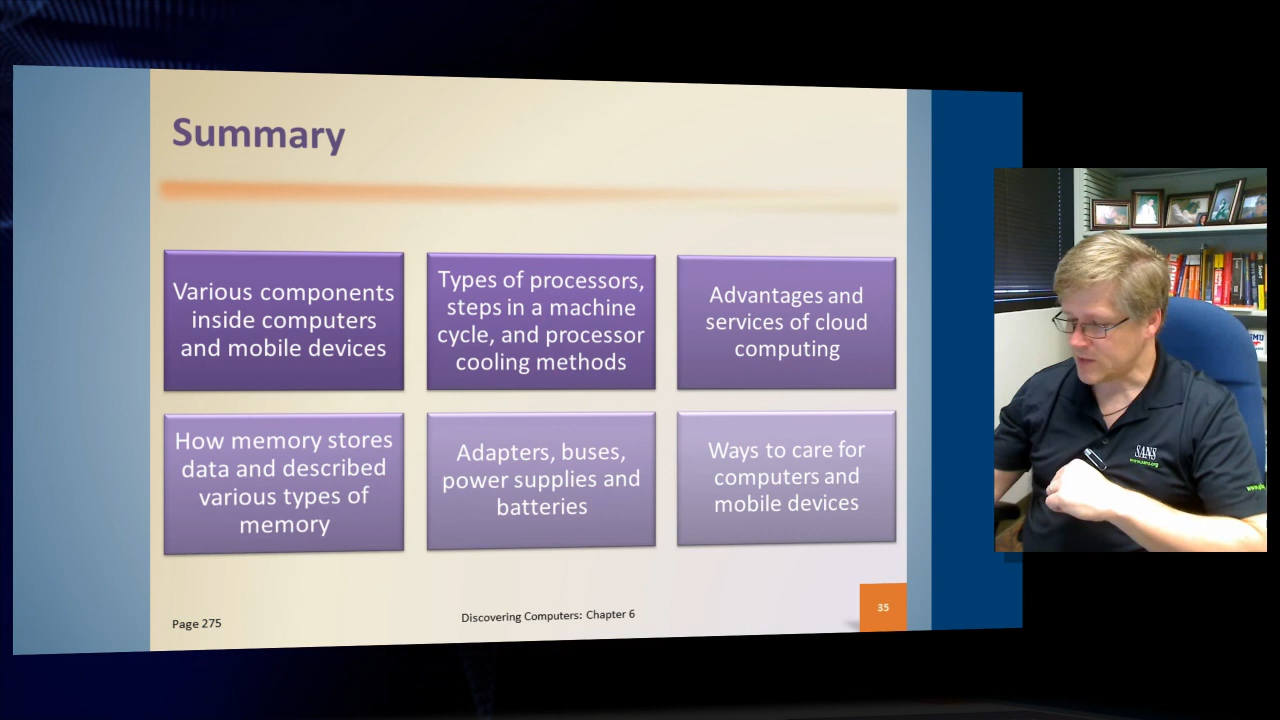 Summary
Various components
inside computers
and mobile devices
Types of processors,
steps in a machine
cycle, and processor
cooling methods
Advantages and
services of cloud
computing
How memory stores
data and described
various types of
memory
Adapters, buses,
power supplies and
batteries
Ways to care for
computers and
mobile devices
Page 275
Discovering Computers: Chapter 6
35
SANS